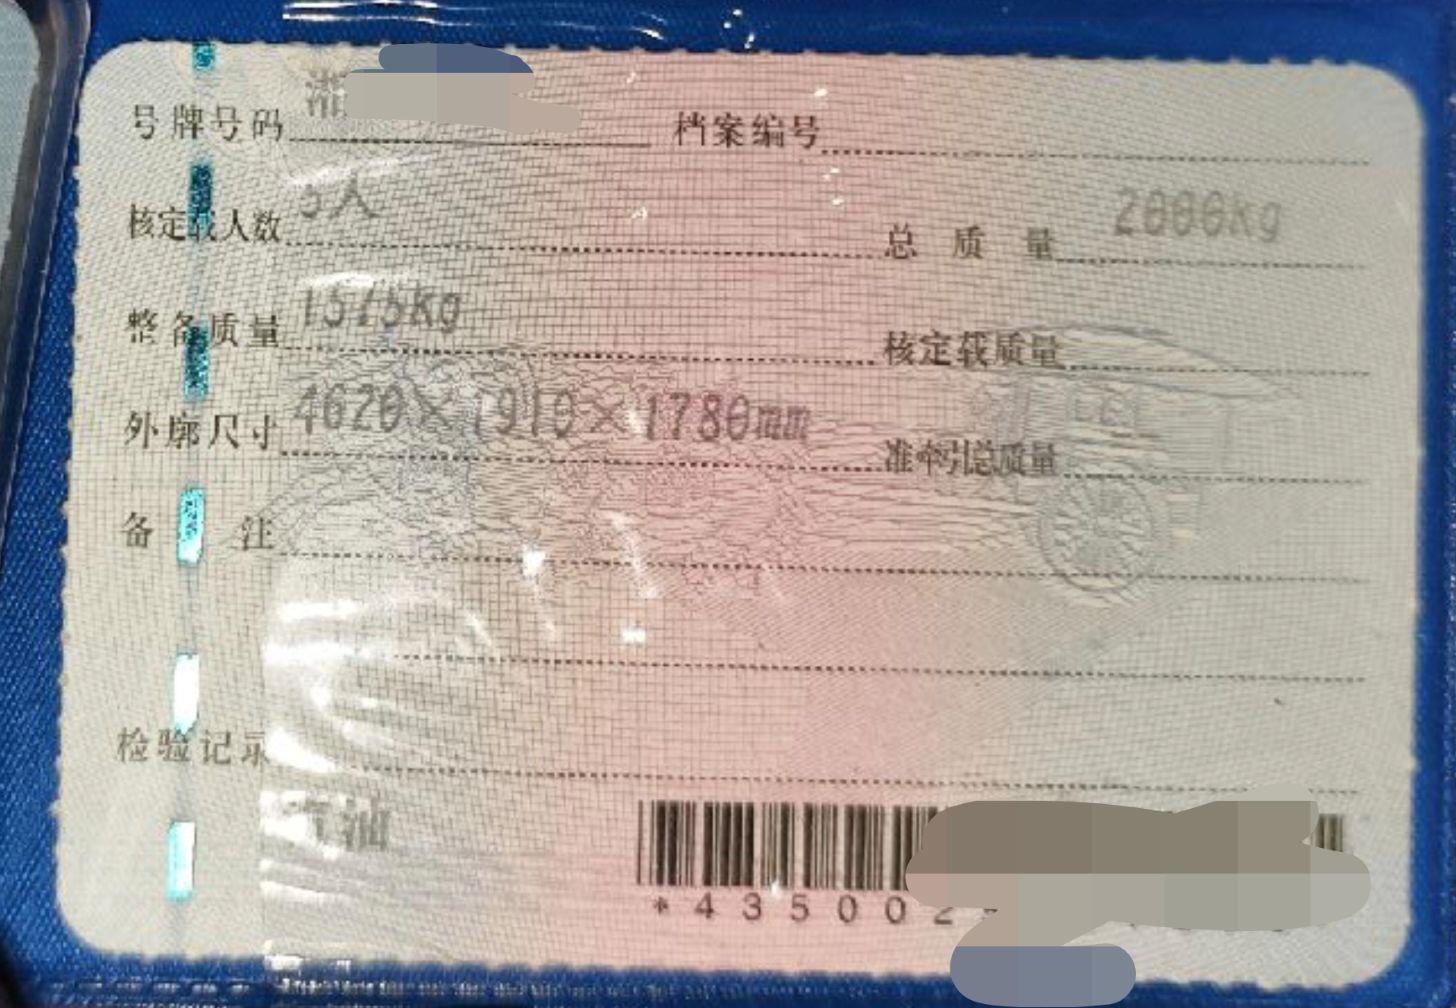 号牌号码 湘 档案编号
核定载人数 5人 总质量 2000kg
整备质量 1575kg 核定载质量
外廓尺寸 4620×1910×1780mm 准牵引总质量
备注
检验记录
汽油
*435002